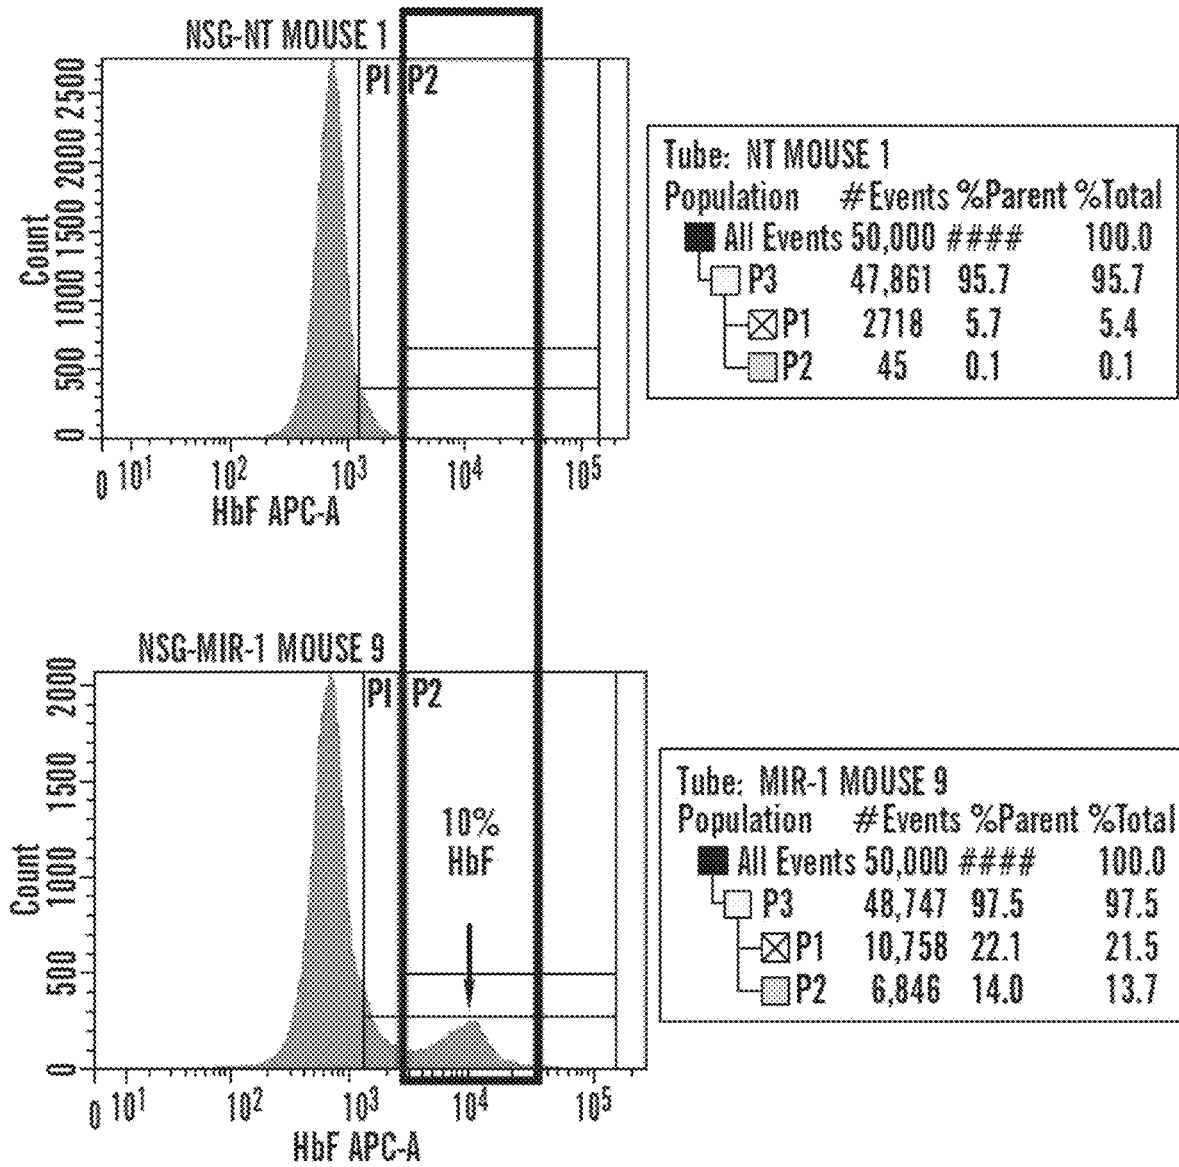 NSG-NT MOUSE 1
P1 P2
2500
2000
1500
1000
500
0
Count
0 10¹ 10² 10³ 10⁴ 10⁵
HbF APC-A
Tube: NT MOUSE 1
Population #Events %Parent %Total
All Events 50,000 #### 100.0
P3 47,861 95.7 95.7
P1 2718 5.7 5.4
P2 45 0.1 0.1
NSG-MIR-1 MOUSE 9
P1 P2
2000
1500
1000
500
0
Count
10%
HbF
0 10¹ 10² 10³ 10⁴ 10⁵
HbF APC-A
Tube: MIR-1 MOUSE 9
Population #Events %Parent %Total
All Events 50,000 #### 100.0
P3 48,747 97.5 97.5
P1 10,758 22.1 21.5
P2 6,846 14.0 13.7